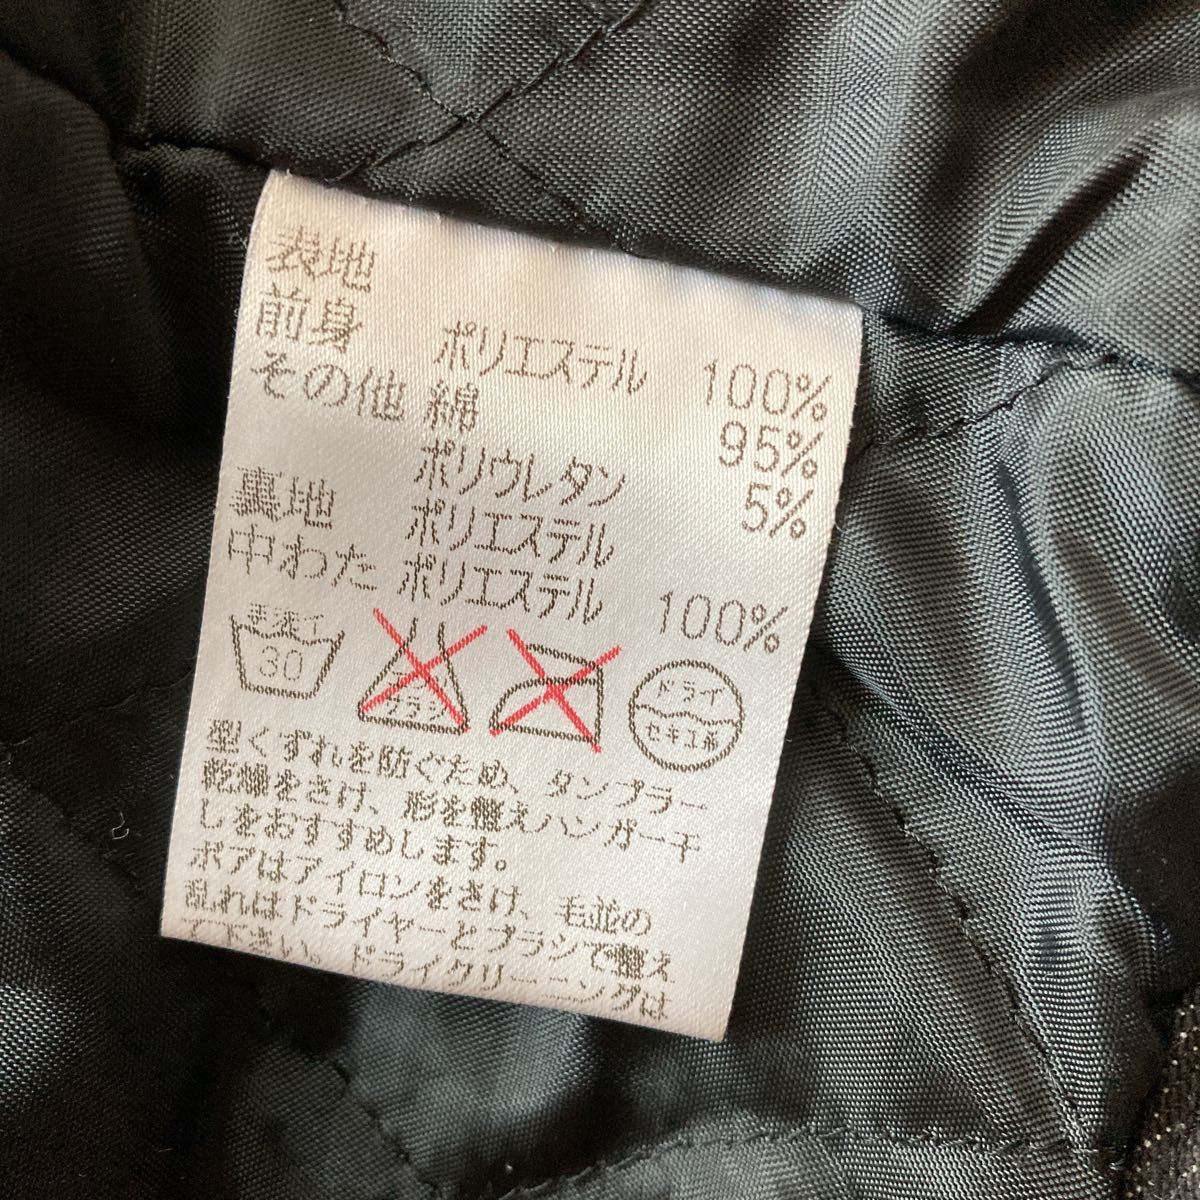 表地
前身 ポリエステル 100%
その他 綿 95%
ポリウレタン 5%
裏地 ポリエステル
中わた ポリエステル 100%
手洗イ
30
ブラシ
ドライ
セキユ系
型くずれを防ぐため、タンブラー
乾燥をさけ、形を整えハンガー干
しをおすすめします。
ボアはアイロンをさけ、毛並の
乱れはドライヤーとブラシで整え
て下さい。ドライクリーニングは